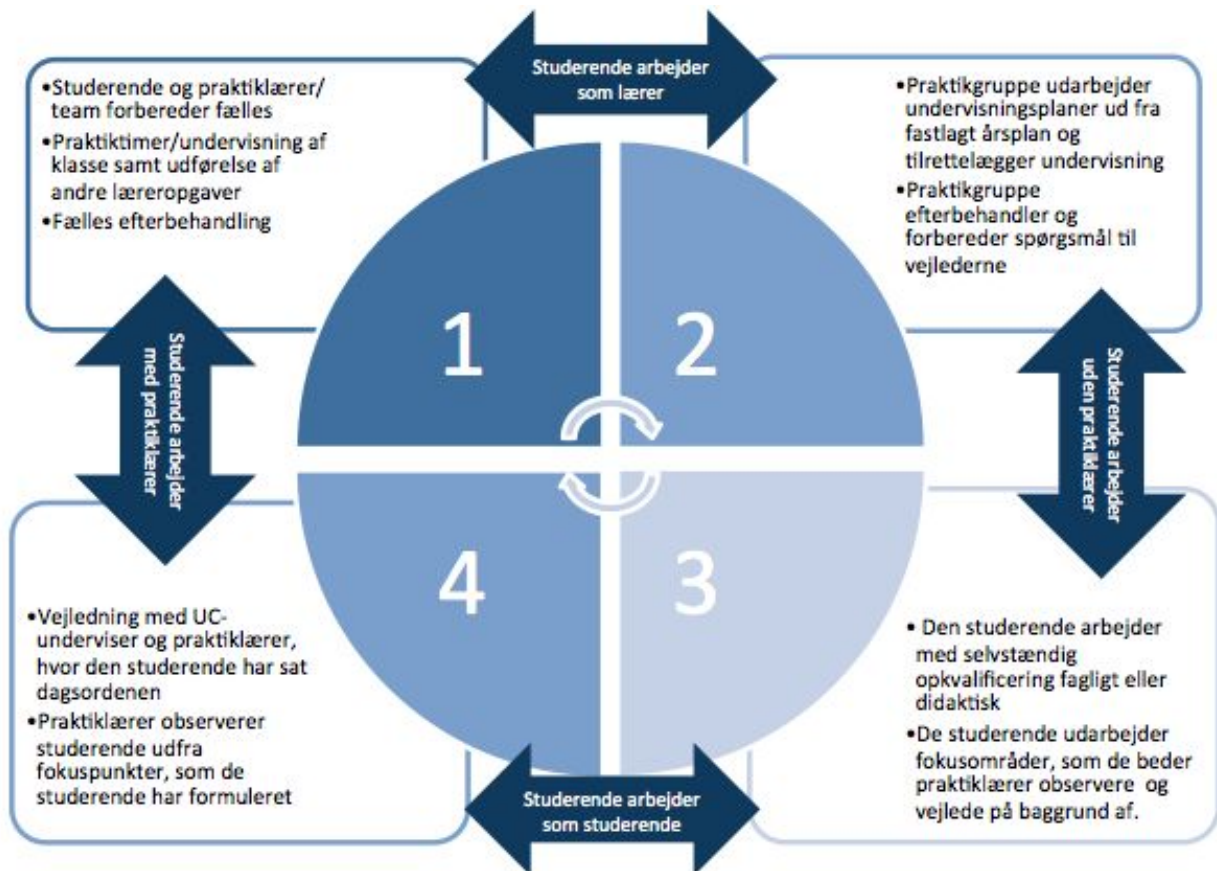 Studerende arbejder
som lærer
•Studerende og praktiklærer/
team forbereder fælles
•Praktiktimer/undervisning af
klasse samt udførelse af
andre læreropgaver
•Fælles efterbehandling
•Praktikgruppe udarbejder
undervisningsplaner ud fra
fastlagt årsplan og
tilrettelægger undervisning
•Praktikgruppe
efterbehandler og
forbereder spørgsmål til
vejlederne
1
2
Studerende arbejder
med praktiklærer
Studerende arbejder
uden praktiklærer
4
3
•Vejledning med UC-
underviser og praktiklærer,
hvor den studerende har sat
dagsordenen
•Praktiklærer observerer
studerende udfra
fokuspunkter, som de
studerende har formuleret
• Den studerende arbejder
med selvstændig
opkvalificering fagligt eller
didaktisk
•De studerende udarbejder
fokusområder, som de beder
praktiklærer observere og
vejlede på baggrund af.
Studerende arbejder
som studerende